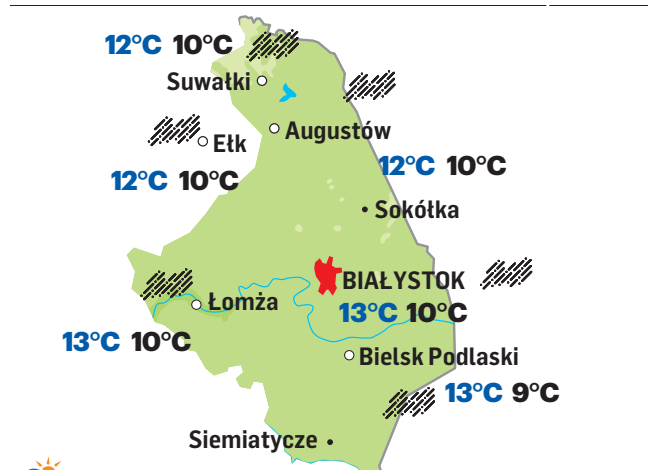 12°C 10°C
Suwałki
Augustów
Ełk
12°C 10°C
12°C 10°C
Sokółka
BIAŁYSTOK
Łomża
13°C 10°C
13°C 10°C
Bielsk Podlaski
13°C 9°C
Siemiatycze